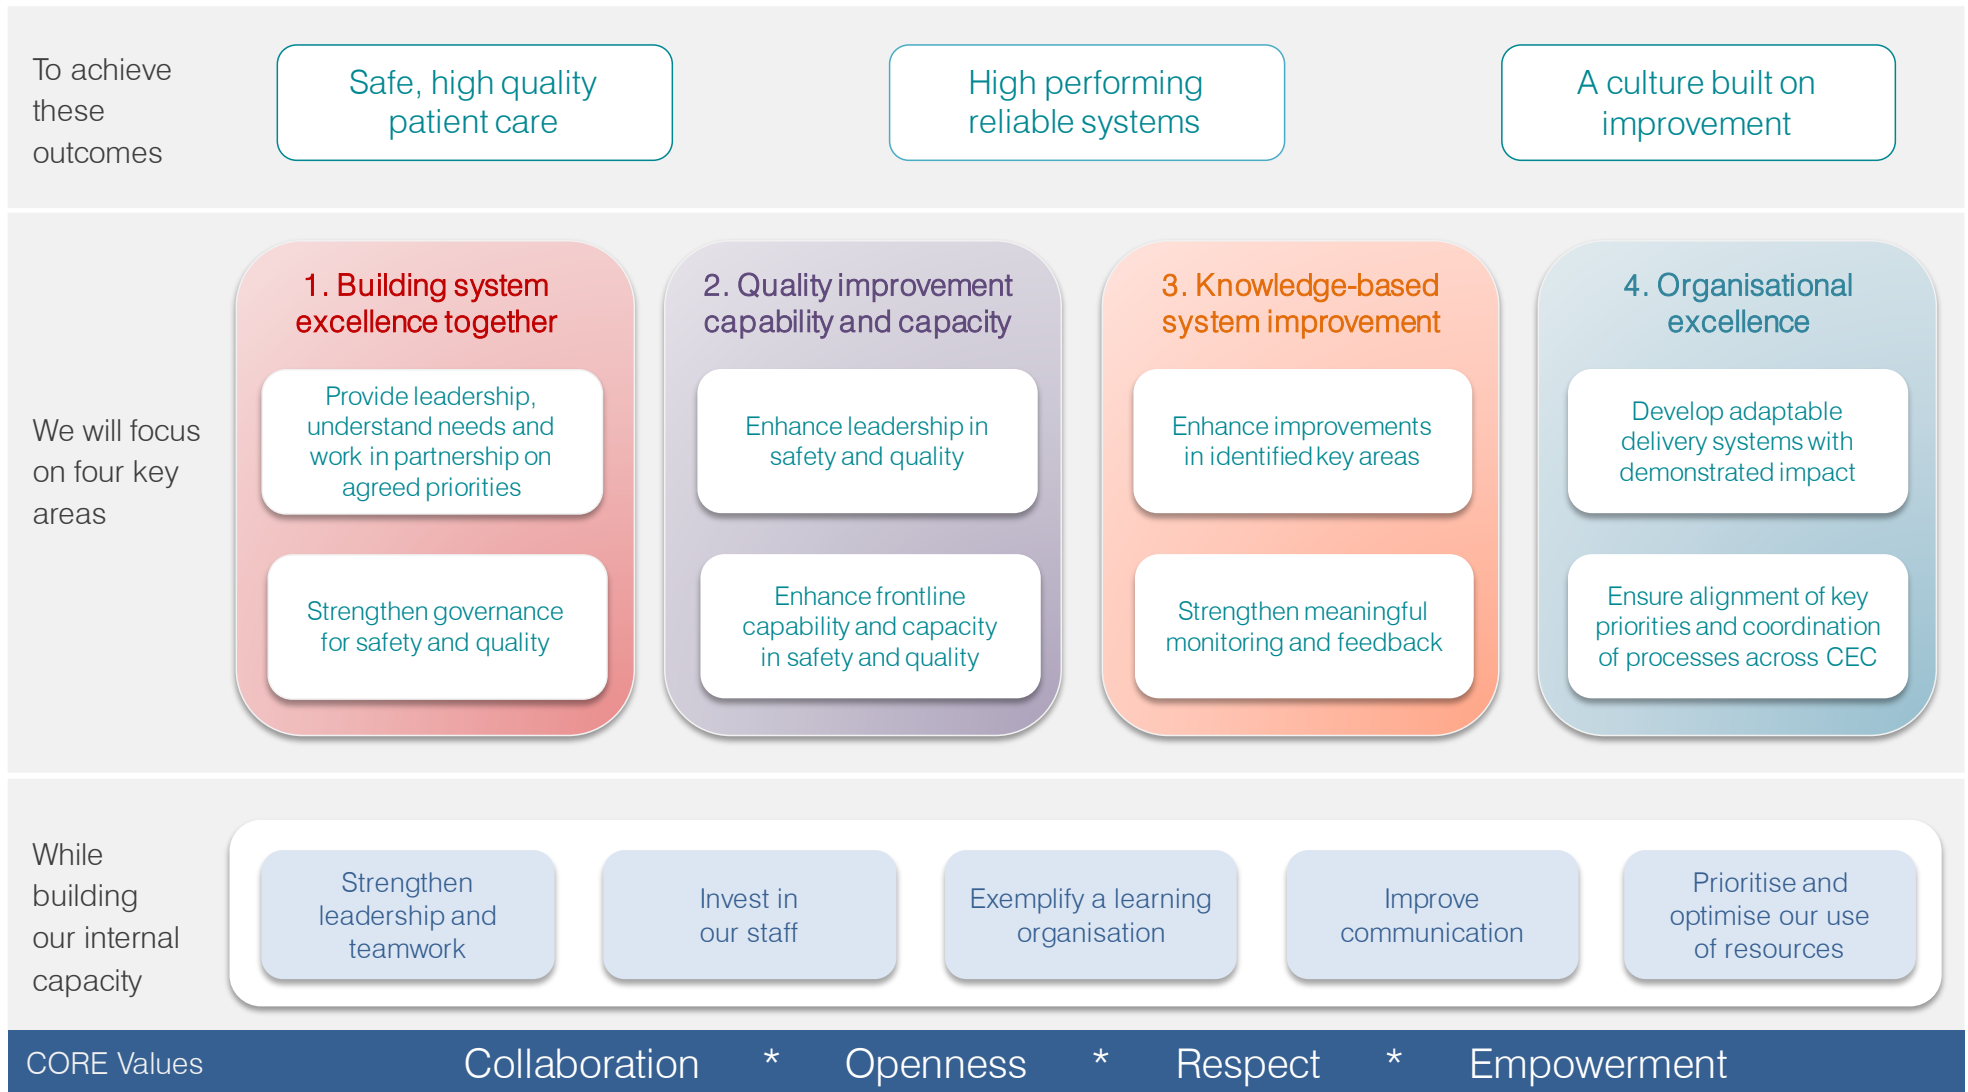 To achieve
these
outcomes
Safe, high quality
patient care
High performing
reliable systems
A culture built on
improvement
We will focus
on four key
areas
1. Building system
excellence together
Provide leadership,
understand needs and
work in partnership on
agreed priorities
Strengthen governance
for safety and quality
2. Quality improvement
capability and capacity
Enhance leadership in
safety and quality
Enhance frontline
capability and capacity
in safety and quality
3. Knowledge-based
system improvement
Enhance improvements
in identified key areas
Strengthen meaningful
monitoring and feedback
4. Organisational
excellence
Develop adaptable
delivery systems with
demonstrated impact
Ensure alignment of key
priorities and coordination
of processes across CEC
While
building
our internal
capacity
Strengthen
leadership and
teamwork
Invest in
our staff
Exemplify a learning
organisation
Improve
communication
Prioritise and
optimise our use
of resources
CORE Values
Collaboration * Openness * Respect * Empowerment